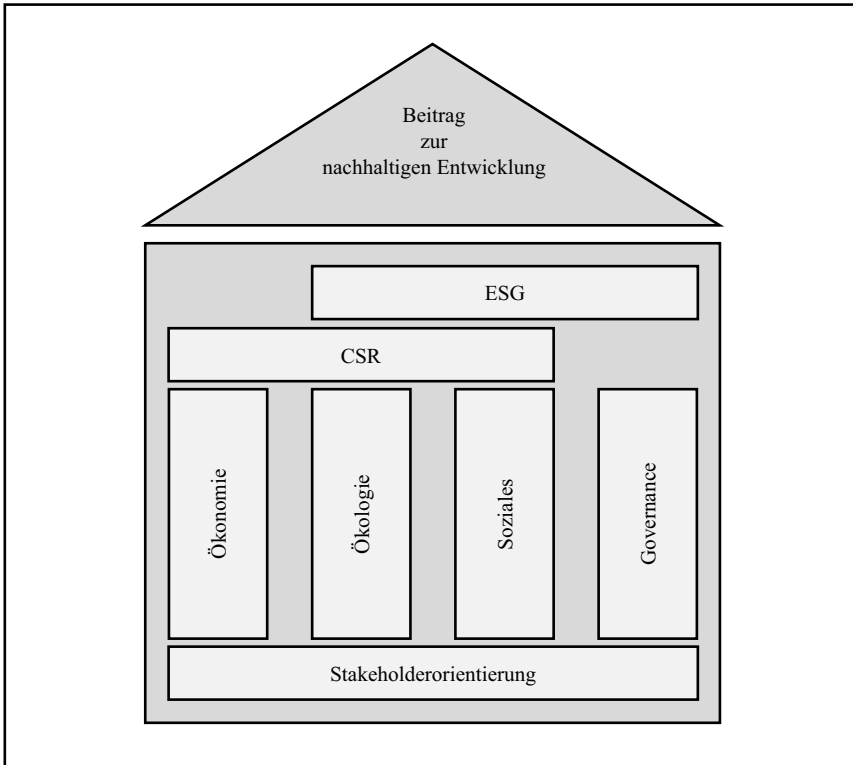 Beitrag
zur
nachhaltigen Entwicklung
ESG
CSR
Ökonomie
Ökologie
Soziales
Governance
Stakeholderorientierung